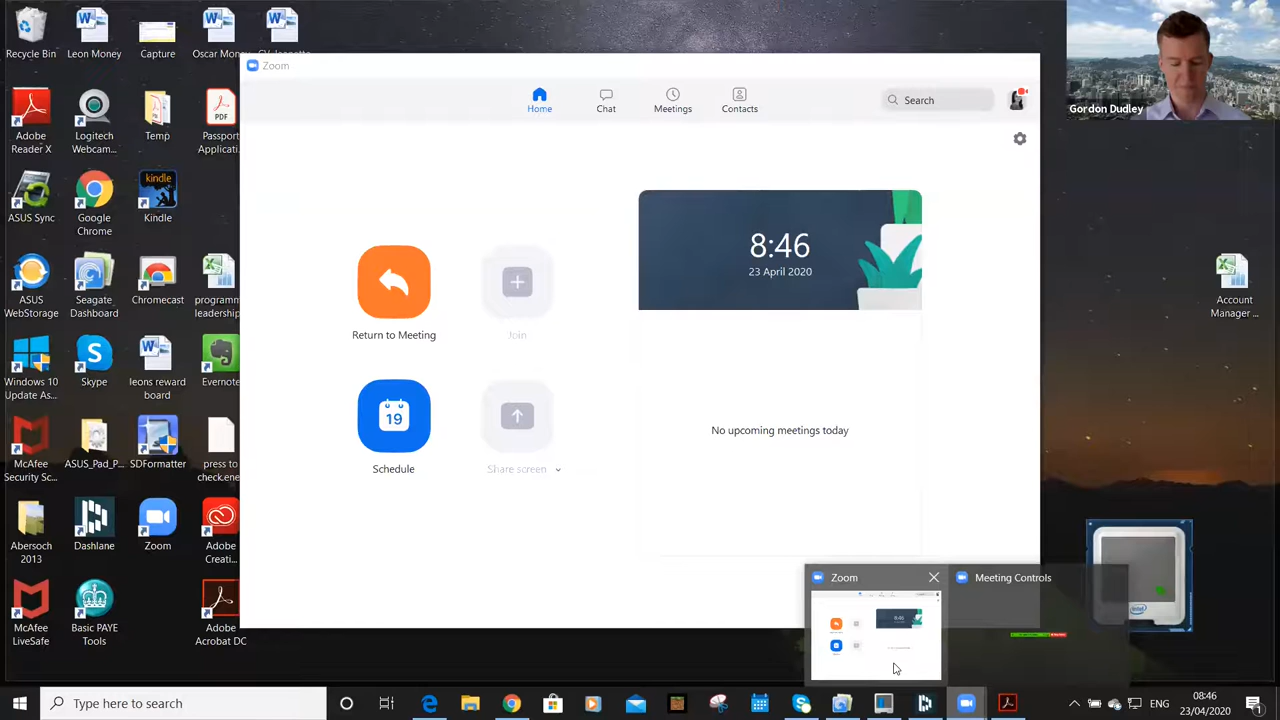 Recycle Bin
Leon Money
Capture
Oscar Mon
Zoom
Home
Chat
Meetings
Contacts
Search
Gordon Dudley
Adobe
Reader X
Logitech
Webcam...
Temp
Passport
Applicati..
ASUS Sync
Google
Chrome
kindle
Kindle
8:46
23 April 2020
Return to Meeting
Join
ASUS
WebStorage
Seagate
Dashboard
Chromecast
programm
leadership
Account
Manager ...
Windows 10
Update As...
Skype
leons reward
board
Evernote
No upcoming meetings today
19
Schedule
Share screen
McAfee
Security Sc...
ASUS_Pad_P...
SDFormatter
press to
check.ene
Abersoch
2013
Dashlane
Zoom
Adobe
Creati...
Zoom
Meeting Controls
McAfee
LiveSafe
Basic PAYE
Tools
Adobe
Acrobat DC
intel
Type here to search
ENG
08:46
23/04/2020
1